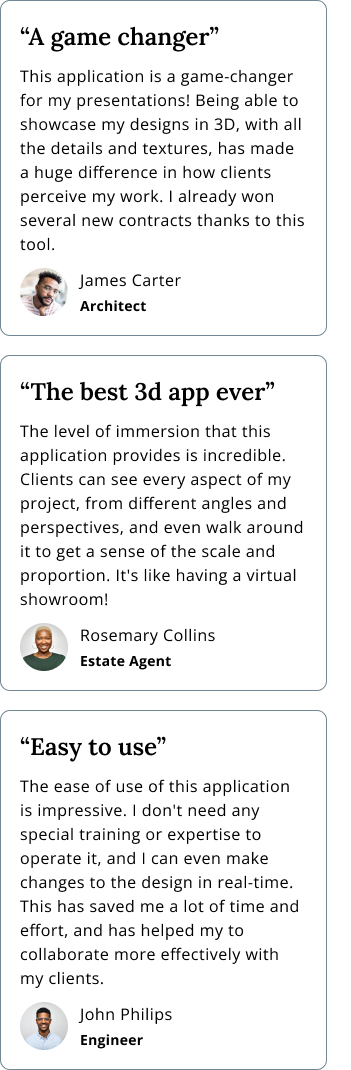 “A game changer”
This application is a game-changer
for my presentations! Being able to
showcase my designs in 3D, with all
the details and textures, has made
a huge difference in how clients
perceive my work. I already won
several new contracts thanks to this
tool.
James Carter
Architect
“The best 3d app ever”
The level of immersion that this
application provides is incredible.
Clients can see every aspect of my
project, from different angles and
perspectives, and even walk around
it to get a sense of the scale and
proportion. It's like having a virtual
showroom!
Rosemary Collins
Estate Agent
“Easy to use”
The ease of use of this application
is impressive. I don't need any
special training or expertise to
operate it, and I can even make
changes to the design in real-time.
This has saved me a lot of time and
effort, and has helped my to
collaborate more effectively with
my clients.
John Philips
Engineer